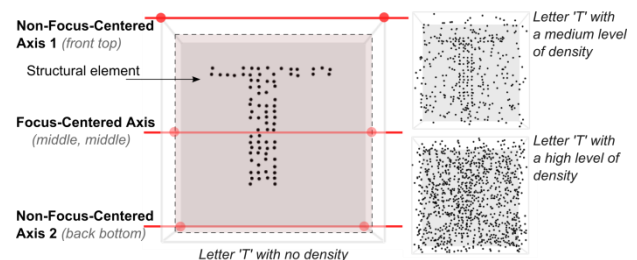 Non-Focus-Centered
Axis 1 (front top)
Structural element
Focus-Centered Axis
(middle, middle)
Non-Focus-Centered
Axis 2 (back bottom)
Letter 'T' with no density
Letter 'T' with
a medium level
of density
Letter 'T' with
a high level of
density